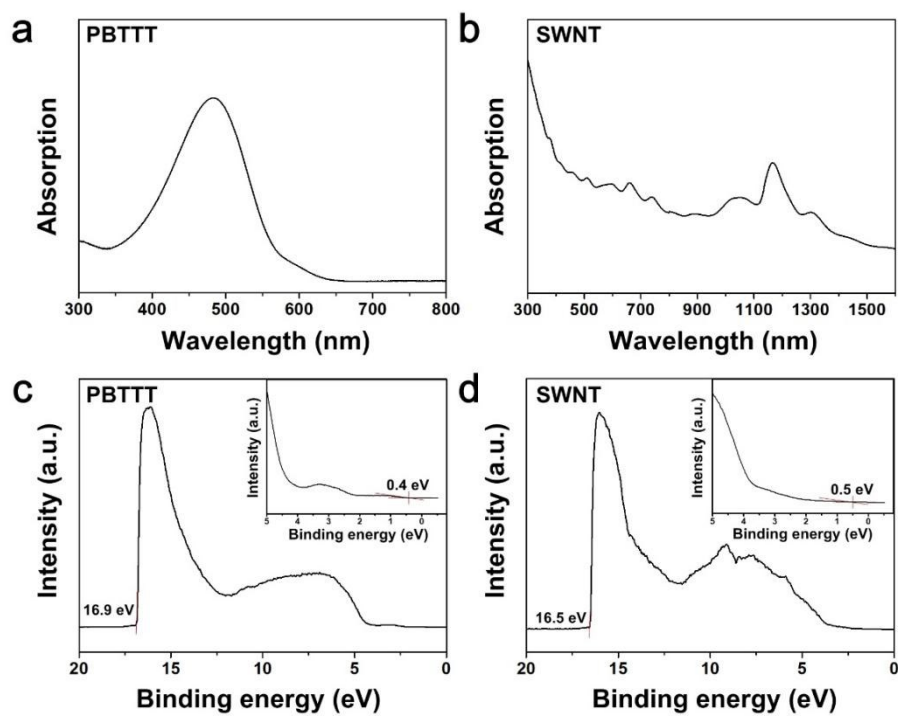 a
PBTTT
Absorption
300 400 500 600 700 800
Wavelength (nm)
b
SWNT
Absorption
300 500 700 900 1100 1300 1500
Wavelength (nm)
c
PBTTT
Intensity (a.u.)
16.9 eV
20 15 10 5 0
Binding energy (eV)
Intensity (a.u.)
0.4 eV
5 4 3 2 1 0
Binding energy (eV)
d
SWNT
Intensity (a.u.)
16.5 eV
20 15 10 5 0
Binding energy (eV)
Intensity (a.u.)
0.5 eV
5 4 3 2 1 0
Binding energy (eV)